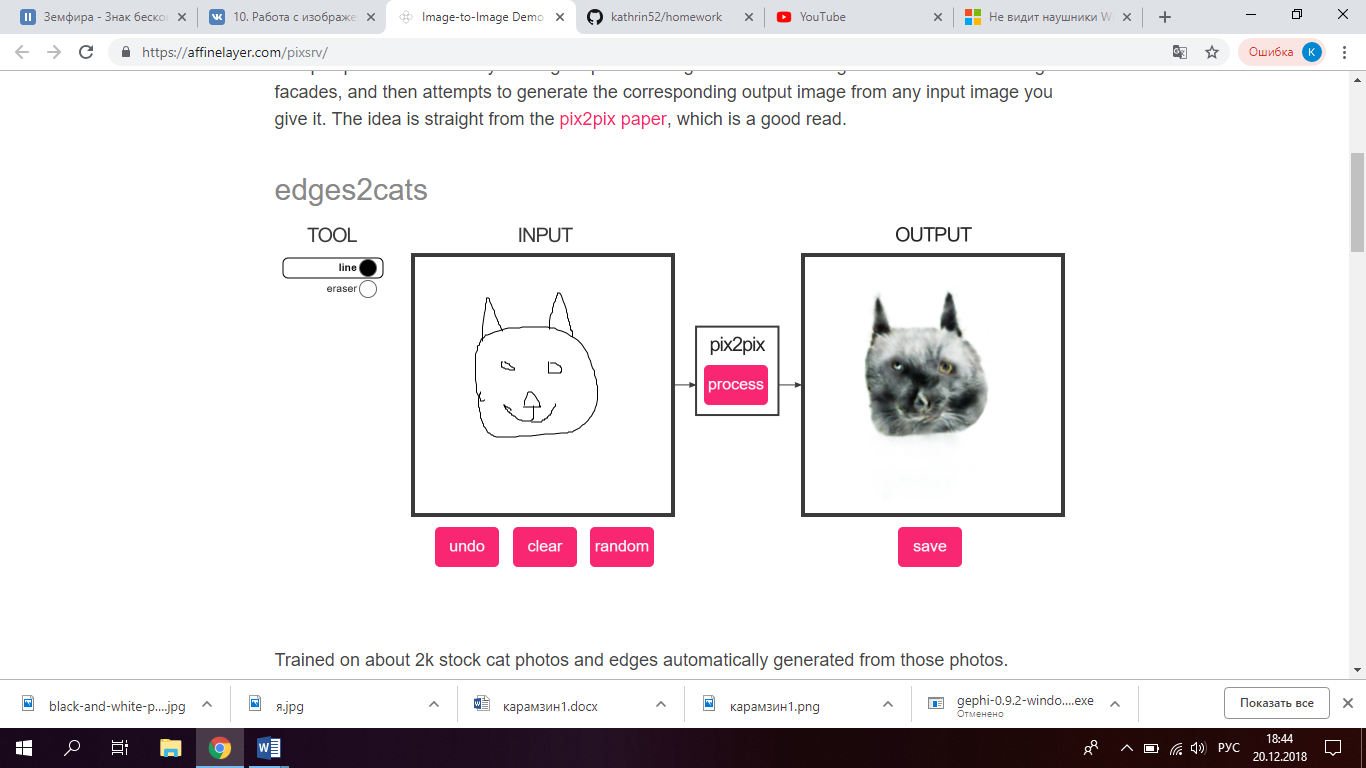 Земфира - Знак беско
10. Работа с изображе
Image-to-Image Demo
kathrin52/homework
YouTube
Не видит наушники W
https://affinelayer.com/pixsrv/
Ошибка
K
facades, and then attempts to generate the corresponding output image from any input image you
give it. The idea is straight from the pix2pix paper, which is a good read.
edges2cats
TOOL
INPUT
OUTPUT
line
eraser
pix2pix
process
undo
clear
random
save
Trained on about 2k stock cat photos and edges automatically generated from those photos.
black-and-white-p....jpg
я.jpg
карамзин1.docx
карамзин1.png
gephi-0.9.2-windo....exe
Отменено
Показать все
РУС
18:44
20.12.2018